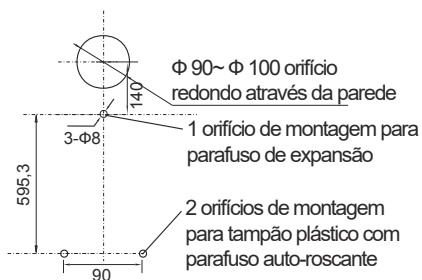 Φ 90~ Φ 100 orifício
redondo através da parede
140
1 orifício de montagem para
parafuso de expansão
3-Φ8
595,3
2 orifícios de montagem
para tampão plástico com
parafuso auto-roscante
90